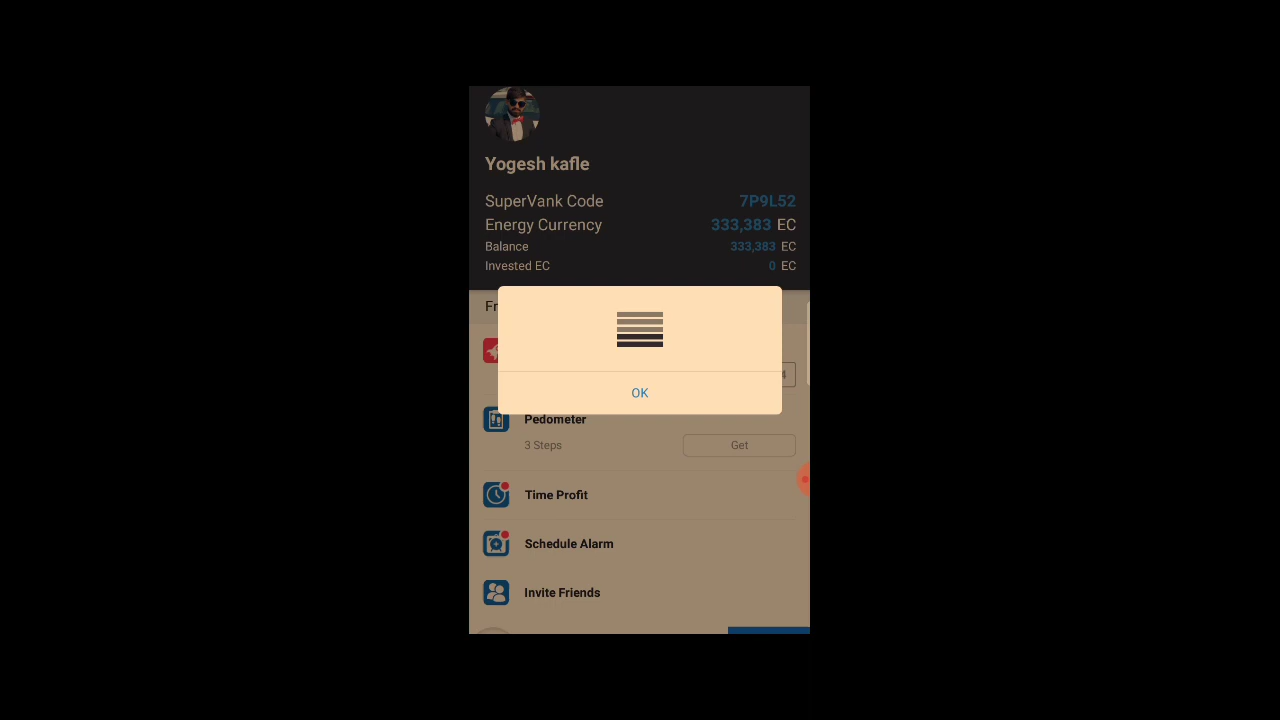 Yogesh kafle
SuperVank Code 7P9L52
Energy Currency 333,383 EC
Balance 333,383 EC
Invested EC 0 EC
Fr
OK
Pedometer
3 Steps Get
Time Profit
Schedule Alarm
Invite Friends